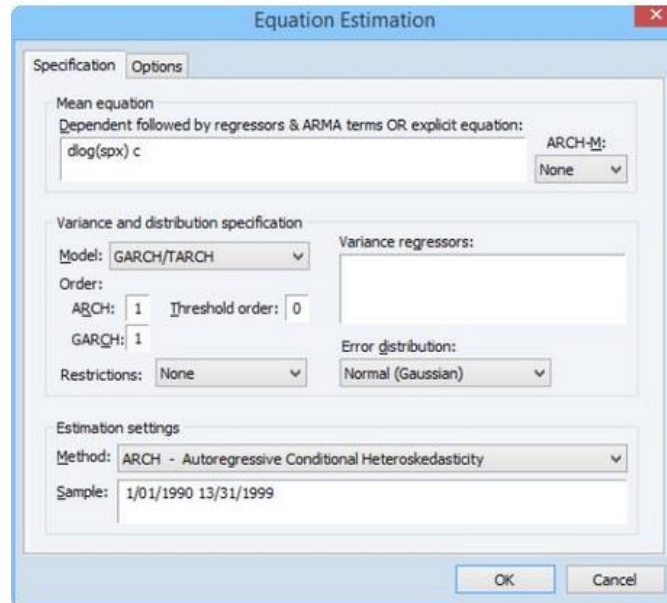 Equation Estimation
Specification Options
Mean equation
Dependent followed by regressors & ARMA terms OR explicit equation:
dlog(spx) c
ARCH-M:
None
Variance and distribution specification
Model: GARCH/TARCH
Order:
ARCH: 1 Threshold order: 0
GARCH: 1
Restrictions: None
Variance regressors:
Error distribution:
Normal (Gaussian)
Estimation settings
Method: ARCH - Autoregressive Conditional Heteroskedasticity
Sample: 1/01/1990 13/31/1999
OK Cancel